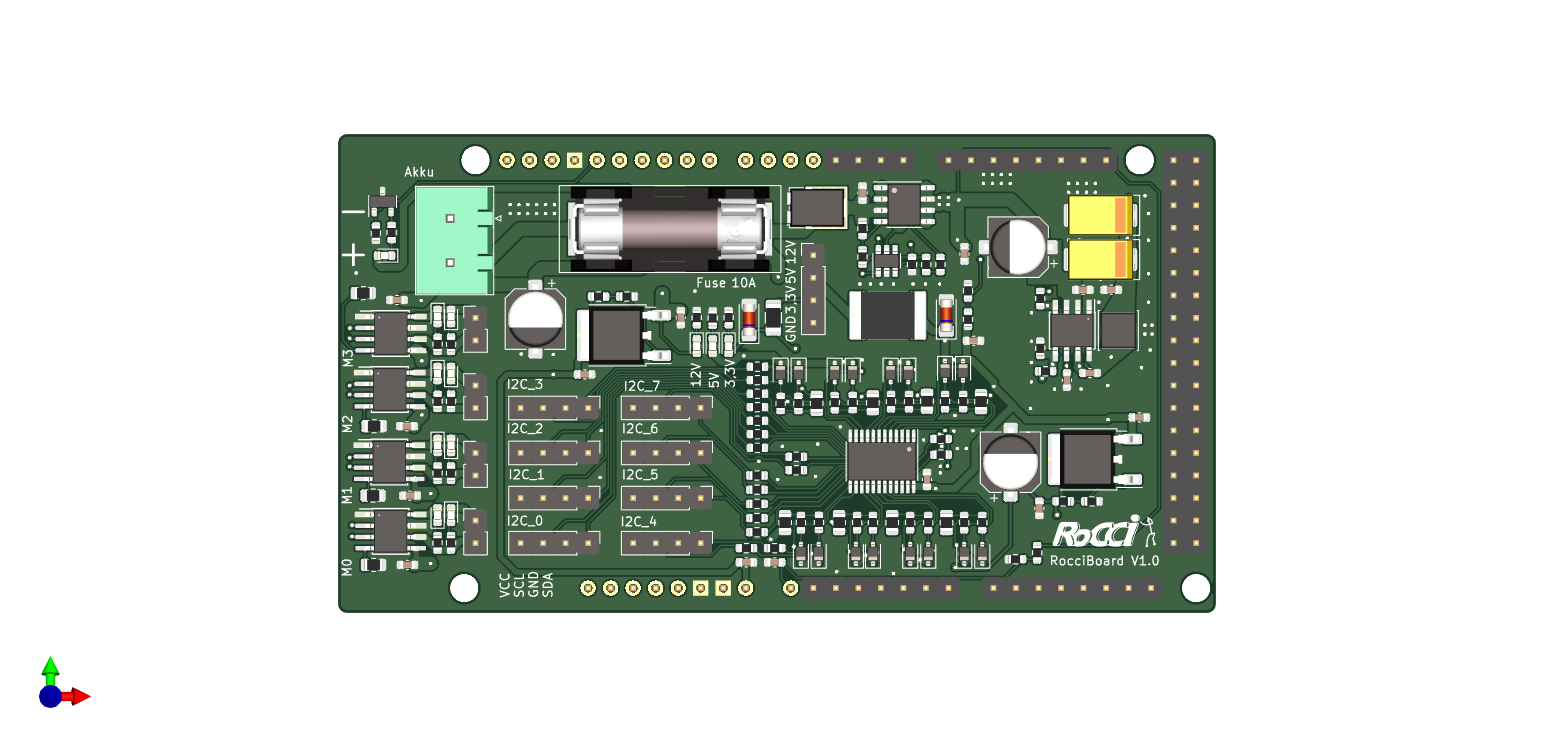 Akku
−
+
Fuse 10A
GND 3,3V 5V 12V
12V
5V
3,3V
M3
M2
M1
M0
I2C_3
I2C_7
I2C_2
I2C_6
I2C_1
I2C_5
I2C_0
I2C_4
VCC
SCL
GND
SDA
+
+
+
RoCCi
RocciBoard V1.0